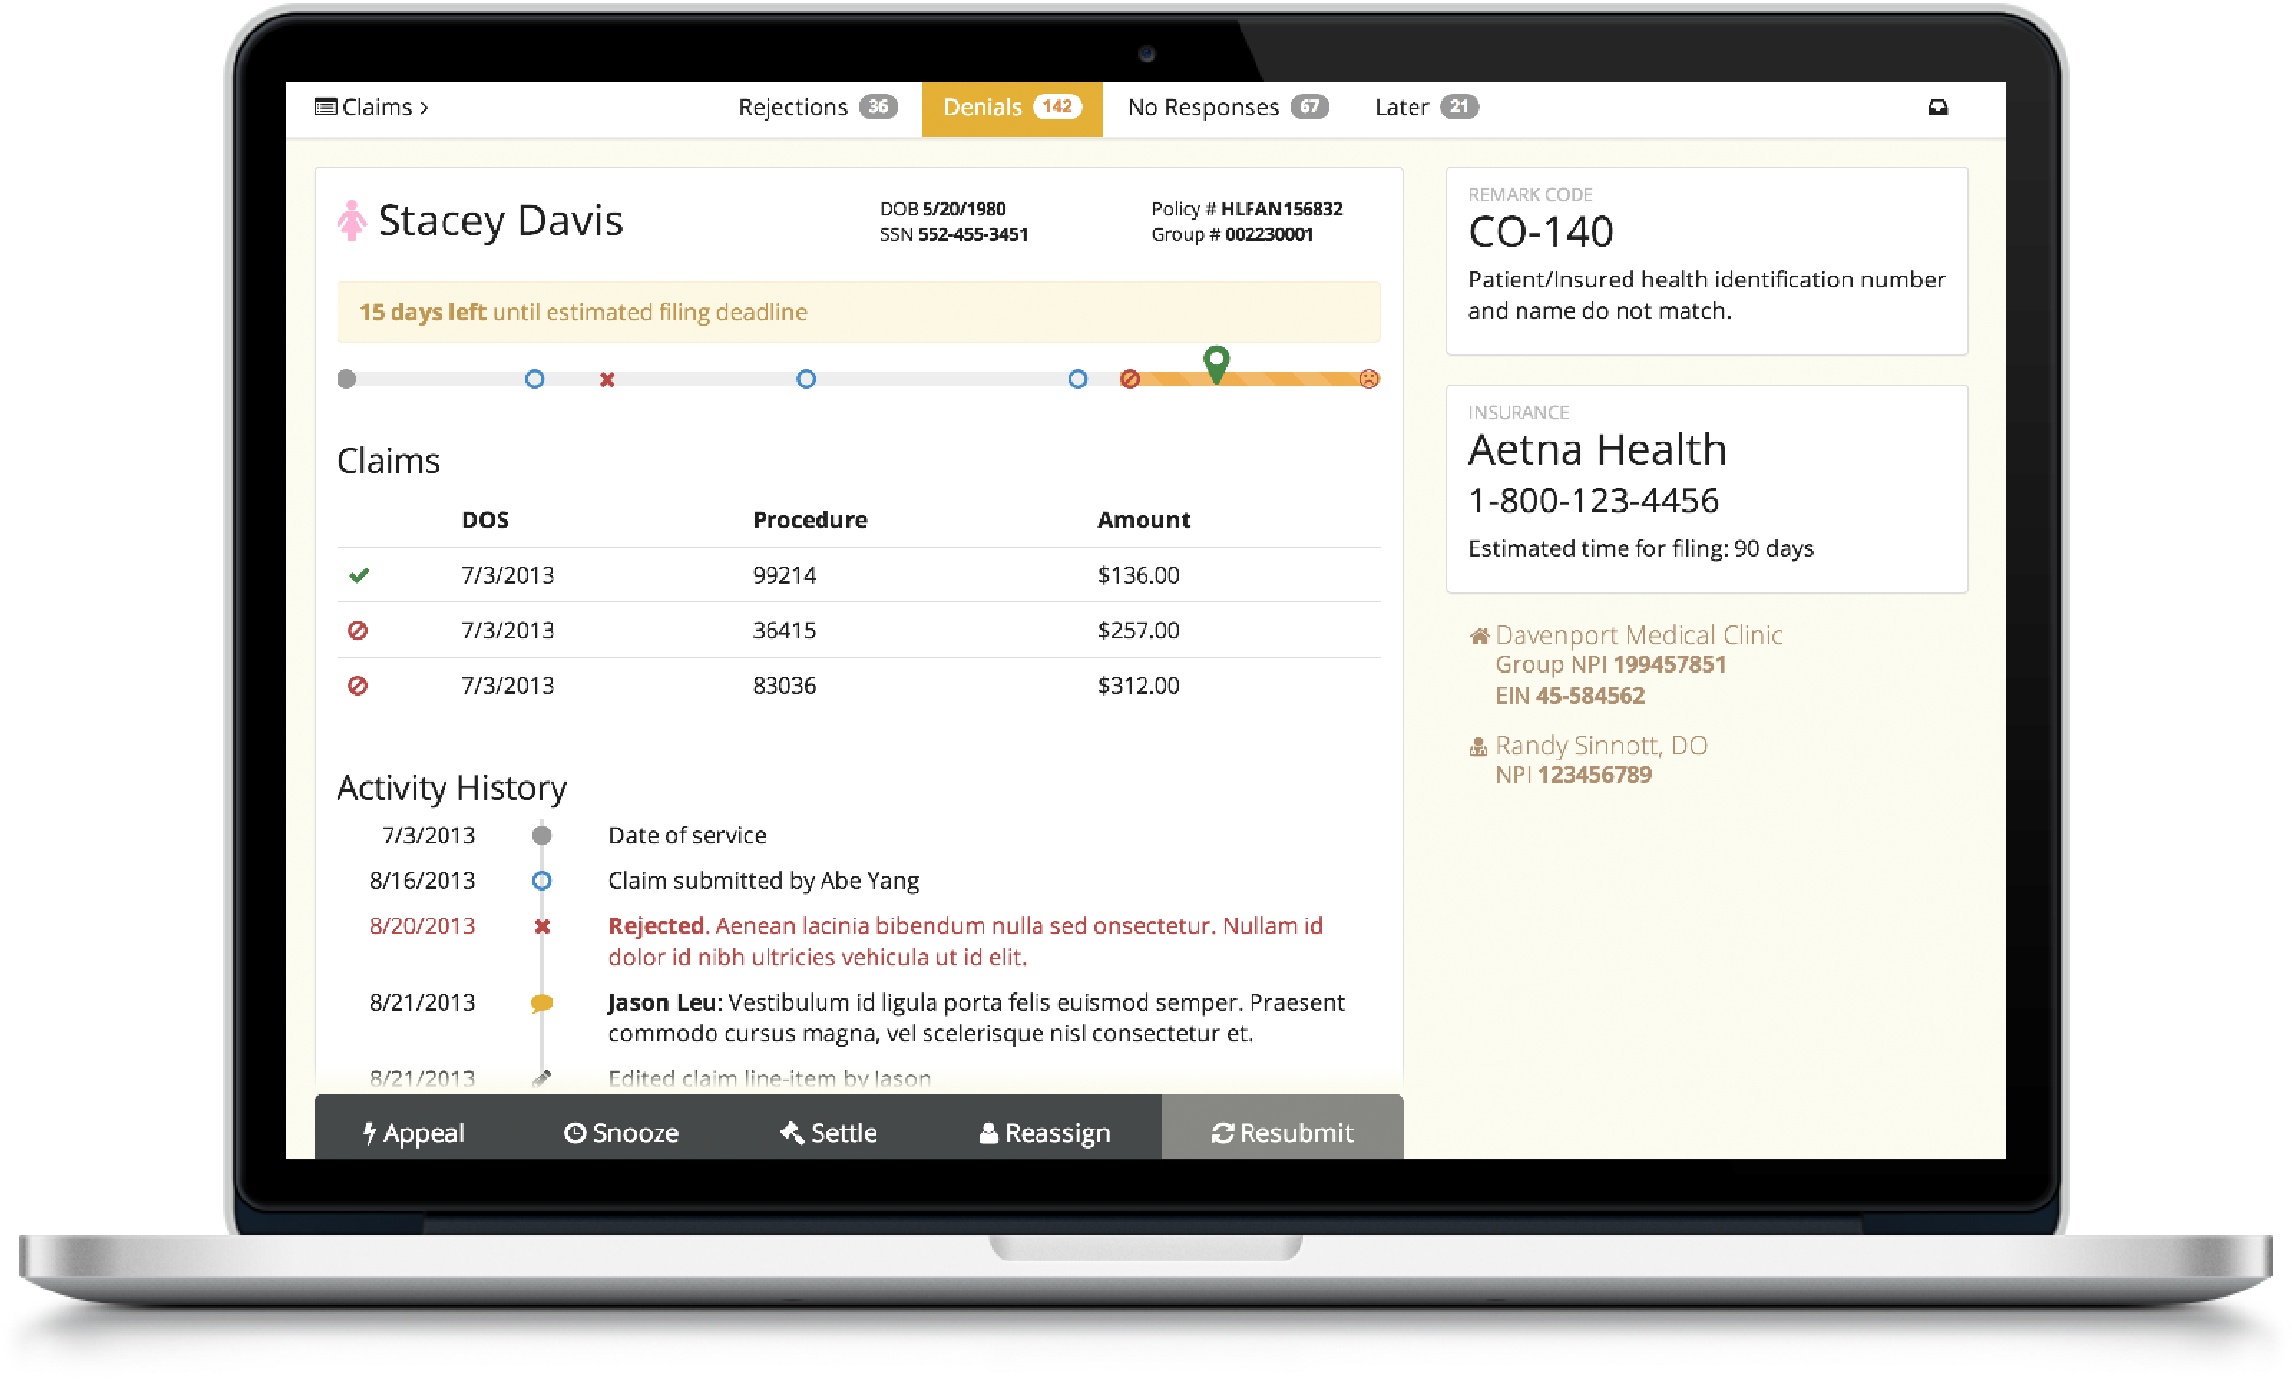 Claims >
Rejections 36
Denials 142
No Responses 67
Later 21
Stacey Davis
DOB 5/20/1980
SSN 552-455-3451
Policy # HLFAN156832
Group # 002230001
15 days left until estimated filing deadline
Claims
DOS Procedure Amount
7/3/2013 99214 $136.00
7/3/2013 36415 $257.00
7/3/2013 83036 $312.00
Activity History
7/3/2013 Date of service
8/16/2013 Claim submitted by Abe Yang
8/20/2013 Rejected. Aenean lacinia bibendum nulla sed onsectetur. Nullam id
dolor id nibh ultricies vehicula ut id elit.
8/21/2013 Jason Leu: Vestibulum id ligula porta felis euismod semper. Praesent
commodo cursus magna, vel scelerisque nisl consectetur et.
8/21/2013 Edited claim line-item by Jason
Appeal
Snooze
Settle
Reassign
Resubmit
REMARK CODE
CO-140
Patient/Insured health identification number
and name do not match.
INSURANCE
Aetna Health
1-800-123-4456
Estimated time for filing: 90 days
Davenport Medical Clinic
Group NPI 199457851
EIN 45-584562
Randy Sinnott, DO
NPI 123456789